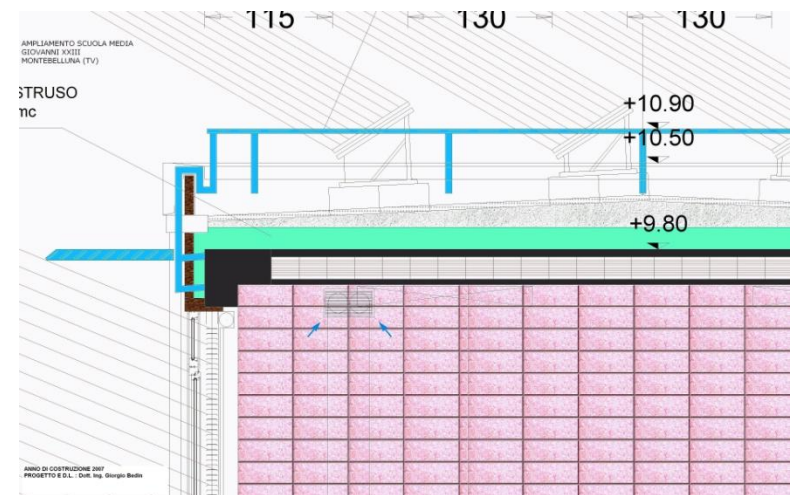 115 130 130
AMPLIAMENTO SCUOLA MEDIA
GIOVANNI XXIII
MONTEBELLUNA (TV)
STRUSO
mc
+10.90
+10.50
+9.80
ANNO DI COSTRUZIONE 2007
PROGETTO E D.L. : Dott. Ing. Giorgio Bedin